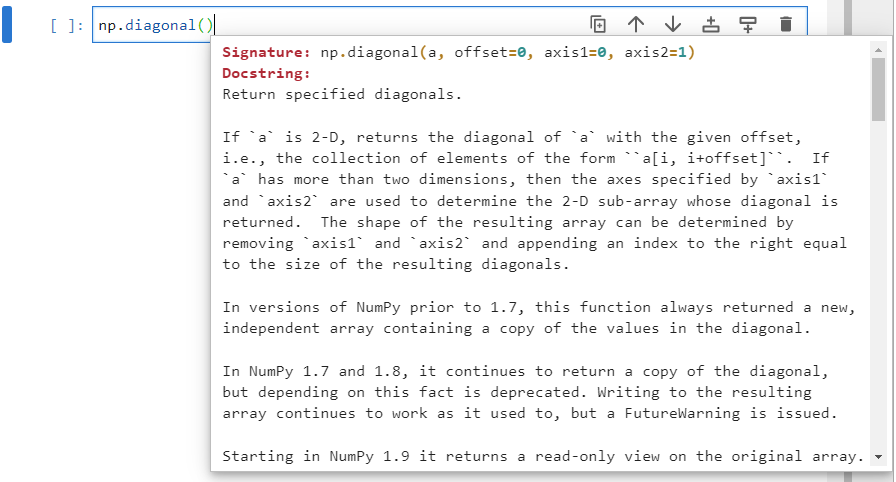 [ ]: np.diagonal()
Signature: np.diagonal(a, offset=0, axis1=0, axis2=1)
Docstring:
Return specified diagonals.
If `a` is 2-D, returns the diagonal of `a` with the given offset,
i.e., the collection of elements of the form ``a[i, i+offset]``.  If
`a` has more than two dimensions, then the axes specified by `axis1`
and `axis2` are used to determine the 2-D sub-array whose diagonal is
returned.  The shape of the resulting array can be determined by
removing `axis1` and `axis2` and appending an index to the right equal
to the size of the resulting diagonals.
In versions of NumPy prior to 1.7, this function always returned a new,
independent array containing a copy of the values in the diagonal.
In NumPy 1.7 and 1.8, it continues to return a copy of the diagonal,
but depending on this fact is deprecated. Writing to the resulting
array continues to work as it used to, but a FutureWarning is issued.
Starting in NumPy 1.9 it returns a read-only view on the original array.